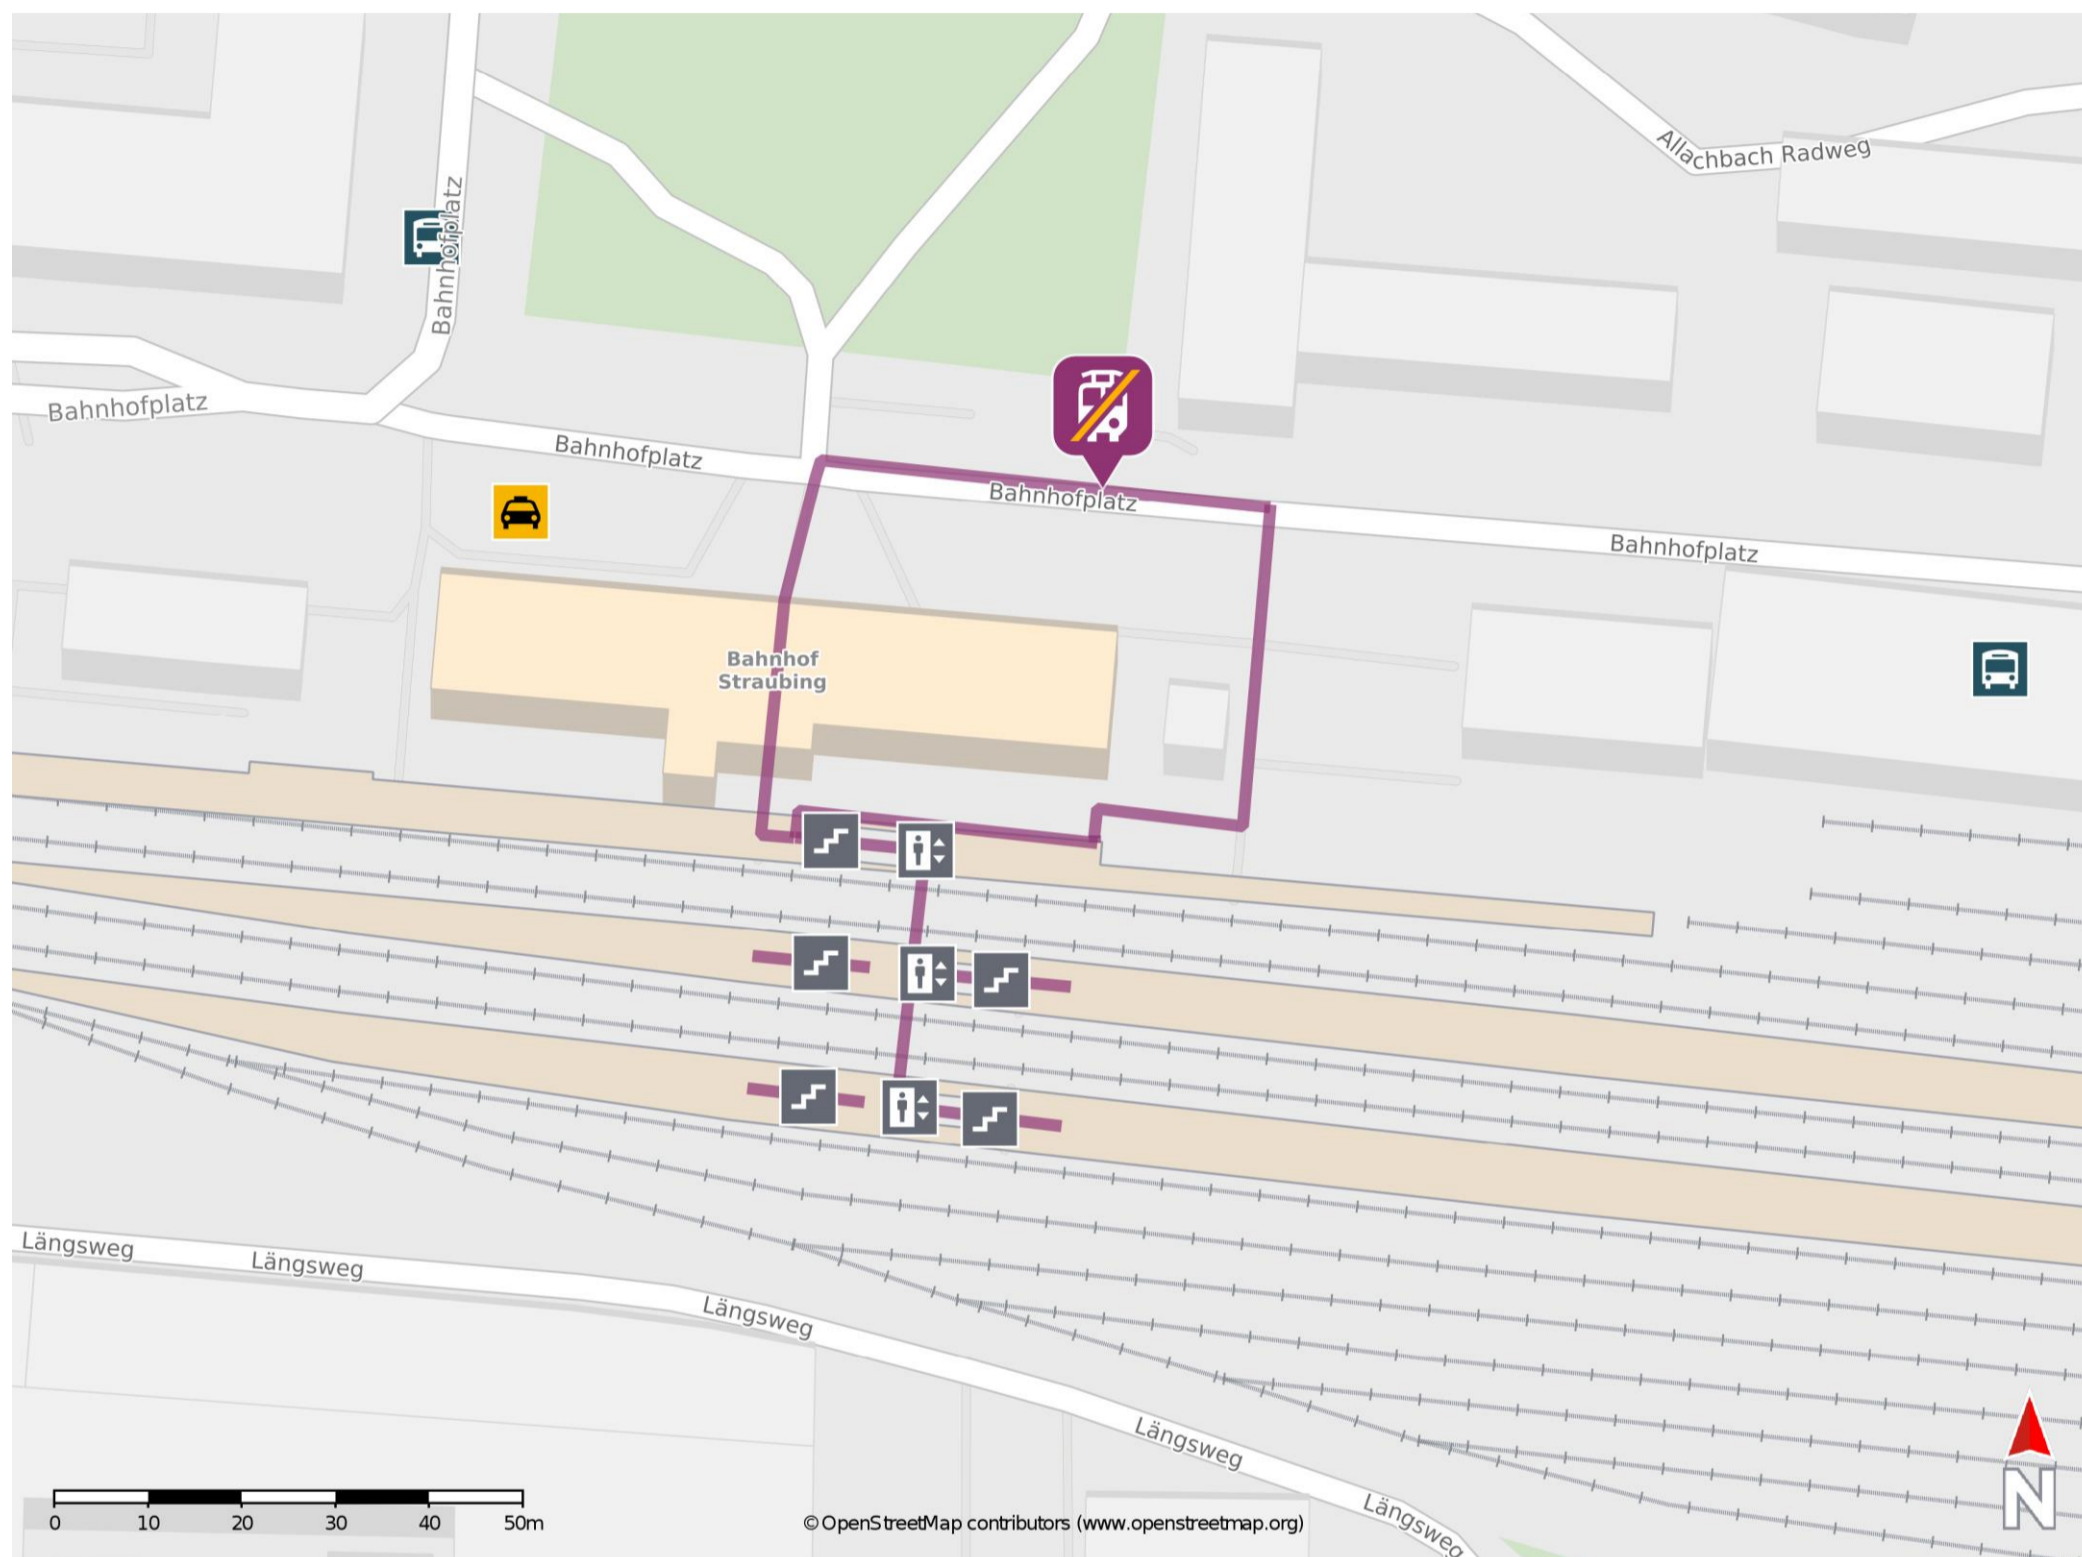 Allachbach Radweg
Bahnhofplatz
Bahnhofplatz
Bahnhofplatz
Bahnhofplatz
Bahnhofplatz
Bahnhof
Straubing
Längsweg
Längsweg
Längsweg
Längsweg
Längsweg
N
0 10 20 30 40 50m
© OpenStreetMap contributors (www.openstreetmap.org)